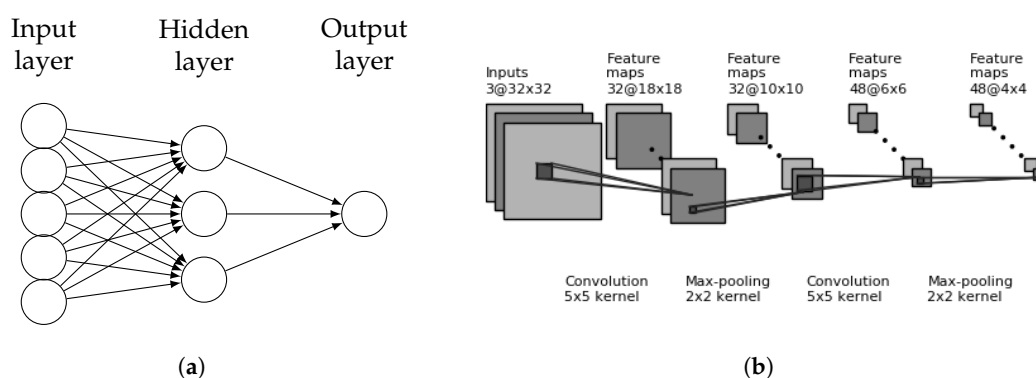 Input
layer
Hidden
layer
Output
layer
(a)
Inputs
3@32x32
Feature
maps
32@18x18
Feature
maps
32@10x10
Feature
maps
48@6x6
Feature
maps
48@4x4
Convolution
5x5 kernel
Max-pooling
2x2 kernel
Convolution
5x5 kernel
Max-pooling
2x2 kernel
(b)